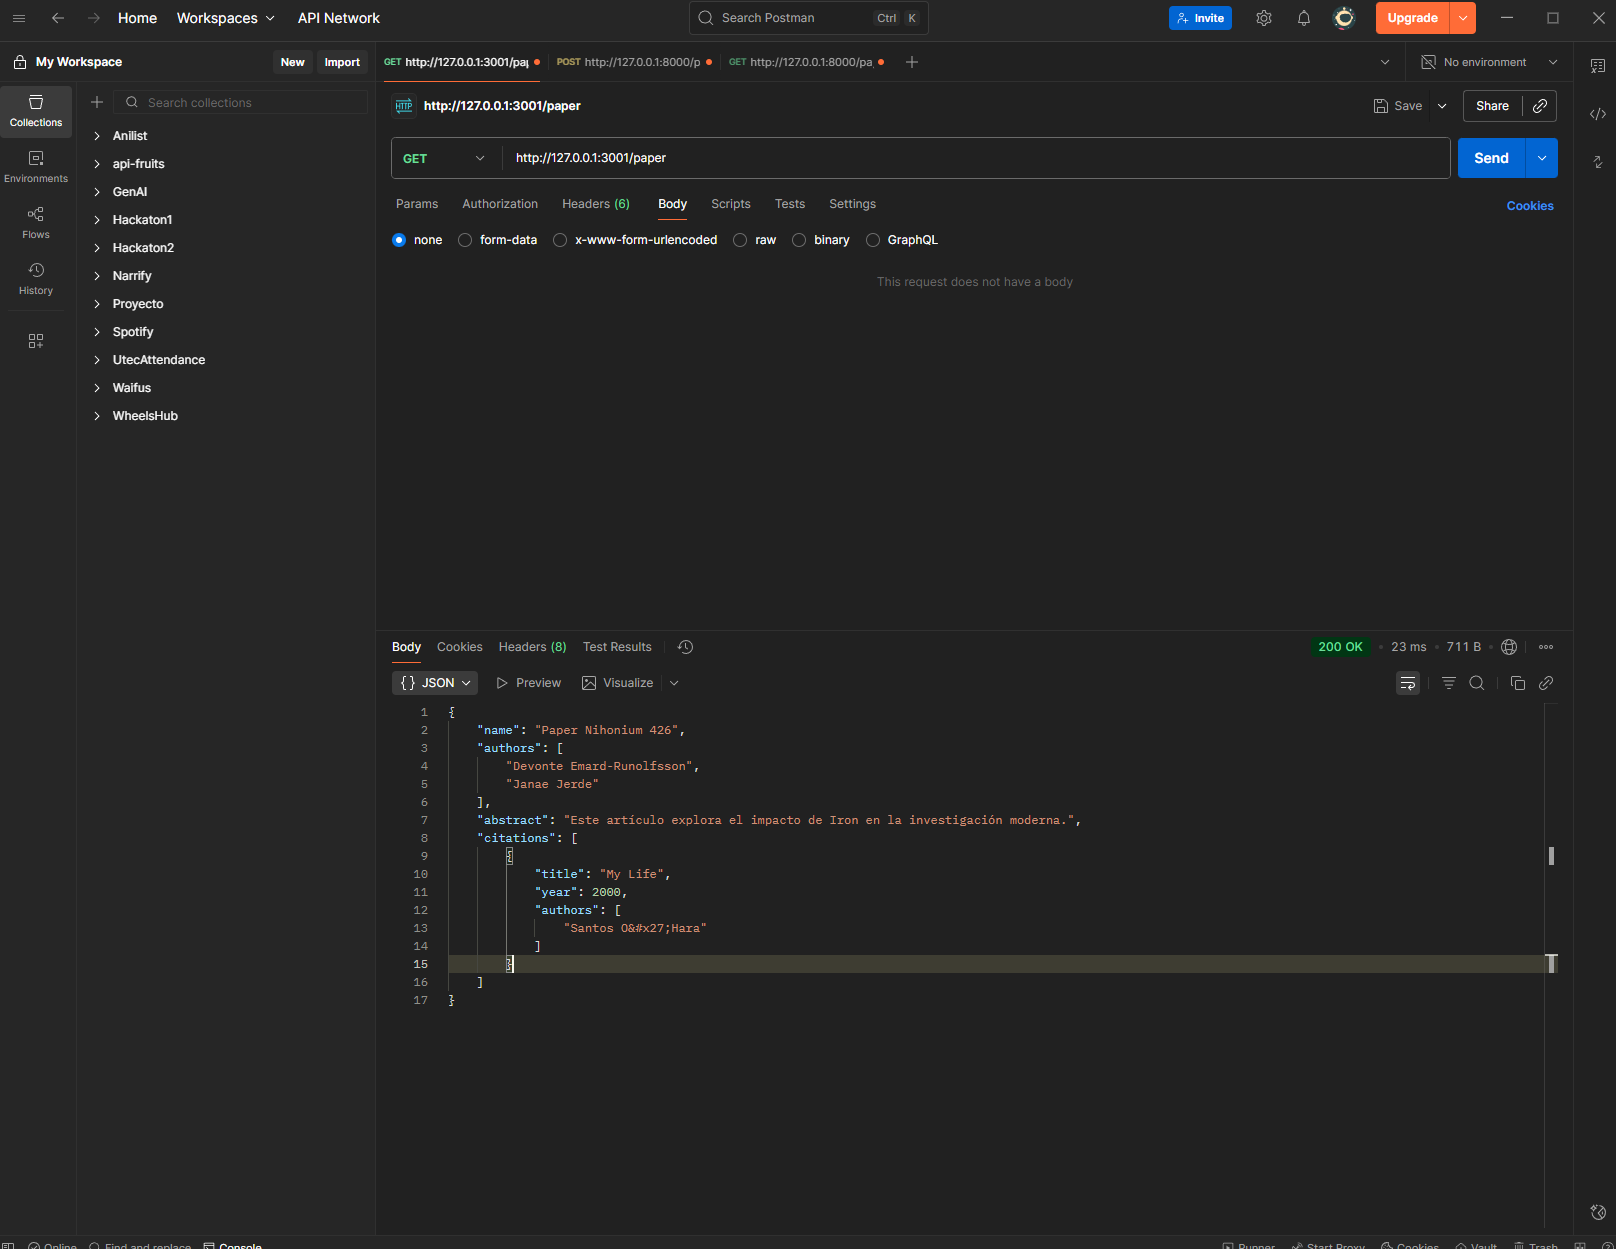 Home Workspaces API Network Search Postman Ctrl K Invite Upgrade
My Workspace New Import
GET http://127.0.0.1:3001/pap POST http://127.0.0.1:8000/p GET http://127.0.0.1:8000/pa No environment
Collections
Environments
Flows
History
Search collections
Anilist
api-fruits
GenAI
Hackaton1
Hackaton2
Narrify
Proyecto
Spotify
UtecAttendance
Waifus
WheelsHub
HTTP http://127.0.0.1:3001/paper Save Share
GET http://127.0.0.1:3001/paper Send
Params Authorization Headers (6) Body Scripts Tests Settings Cookies
none form-data x-www-form-urlencoded raw binary GraphQL
This request does not have a body
Body Cookies Headers (8) Test Results 200 OK • 23 ms • 711 B •
{} JSON Preview Visualize
1 {
2 "name": "Paper Nihonium 426",
3 "authors": [
4 "Devonte Emard-Runolfsson",
5 "Janae Jerde"
6 ],
7 "abstract": "Este artículo explora el impacto de Iron en la investigación moderna.",
8 "citations": [
9 {
10 "title": "My Life",
11 "year": 2000,
12 "authors": [
13 "Santos O&#x27;Hara"
14 ]
15 }
16 ]
17 }
Online Find and replace Console Runner Start Proxy Cookies Vault Trash